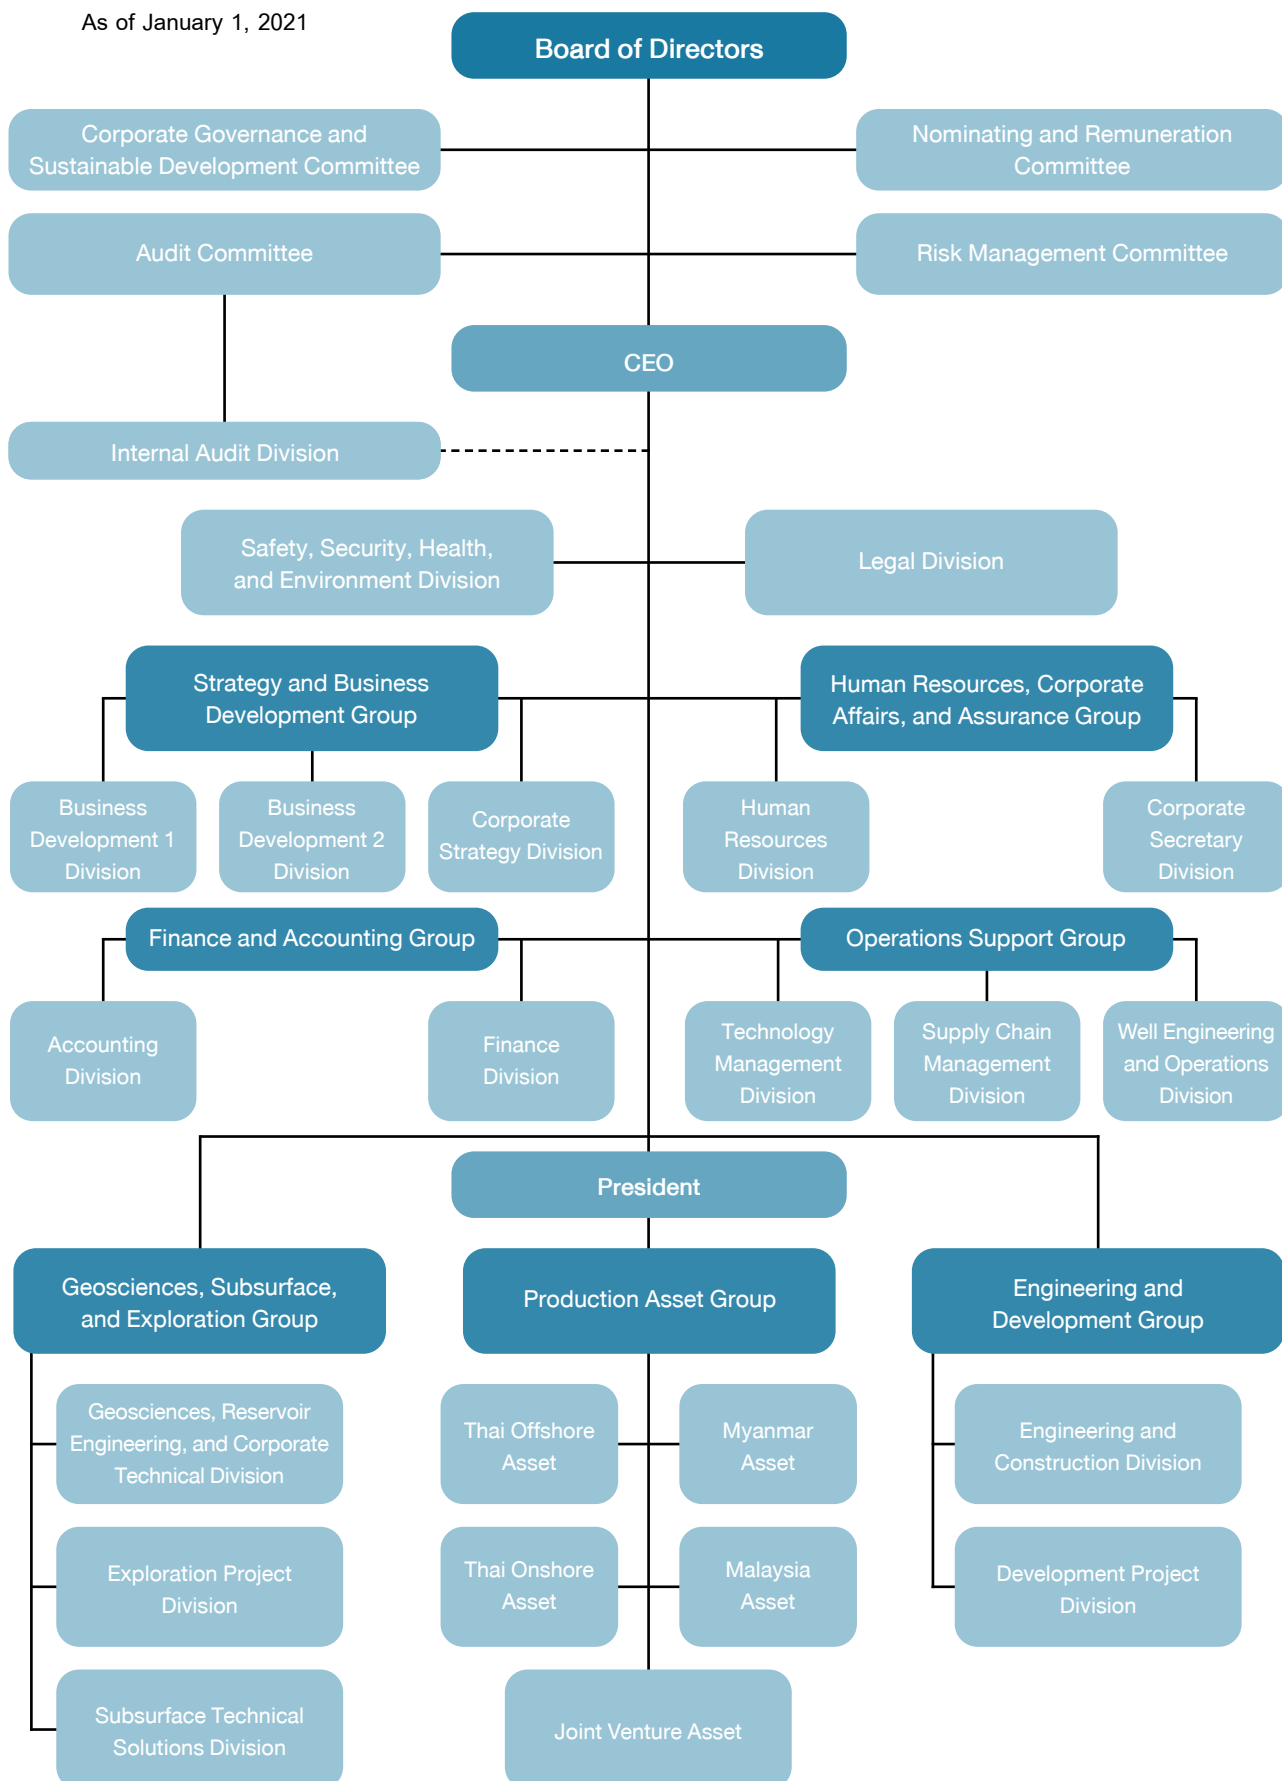 As of January 1, 2021
Board of Directors
Corporate Governance and
Sustainable Development Committee
Nominating and Remuneration
Committee
Audit Committee
Risk Management Committee
CEO
Internal Audit Division
Safety, Security, Health,
and Environment Division
Legal Division
Strategy and Business
Development Group
Human Resources, Corporate
Affairs, and Assurance Group
Business
Development 1
Division
Business
Development 2
Division
Corporate
Strategy Division
Human
Resources
Division
Corporate
Secretary
Division
Finance and Accounting Group
Operations Support Group
Accounting
Division
Finance
Division
Technology
Management
Division
Supply Chain
Management
Division
Well Engineering
and Operations
Division
President
Geosciences, Subsurface,
and Exploration Group
Production Asset Group
Engineering and
Development Group
Geosciences, Reservoir
Engineering, and Corporate
Technical Division
Thai Offshore
Asset
Myanmar
Asset
Engineering and
Construction Division
Exploration Project
Division
Thai Onshore
Asset
Malaysia
Asset
Development Project
Division
Subsurface Technical
Solutions Division
Joint Venture Asset